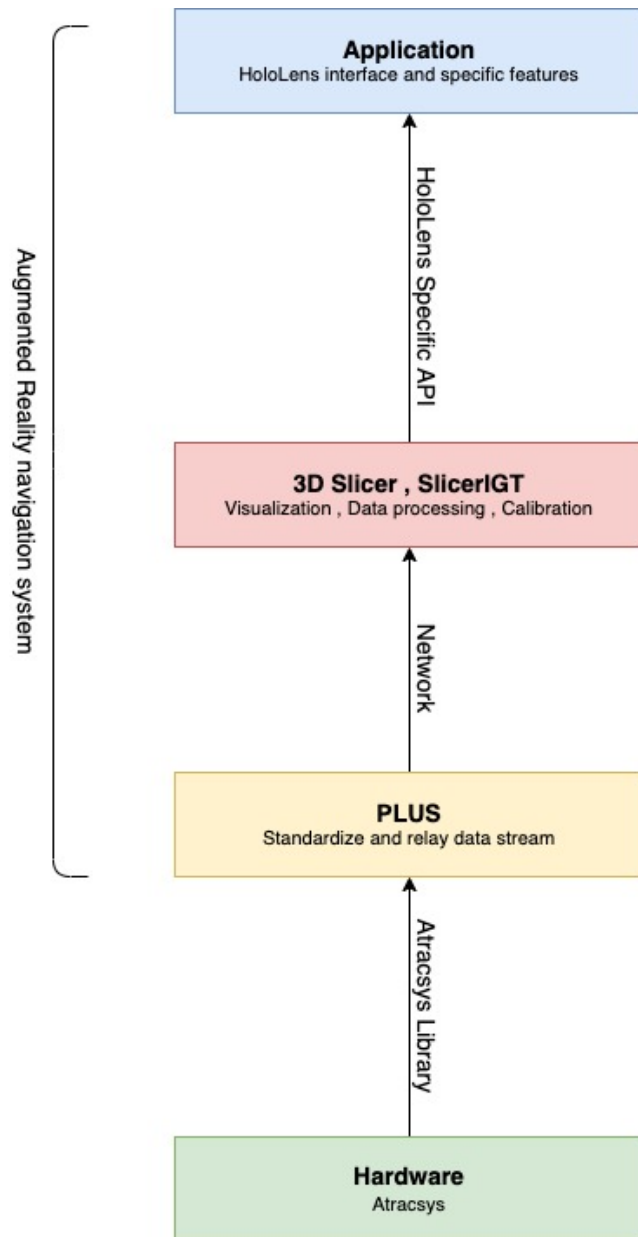 Application
HoloLens interface and specific features
HoloLens Specific API
Augmented Reality navigation system
3D Slicer , SlicerIGT
Visualization , Data processing , Calibration
Network
PLUS
Standardize and relay data stream
Atracsys Library
Hardware
Atracsys